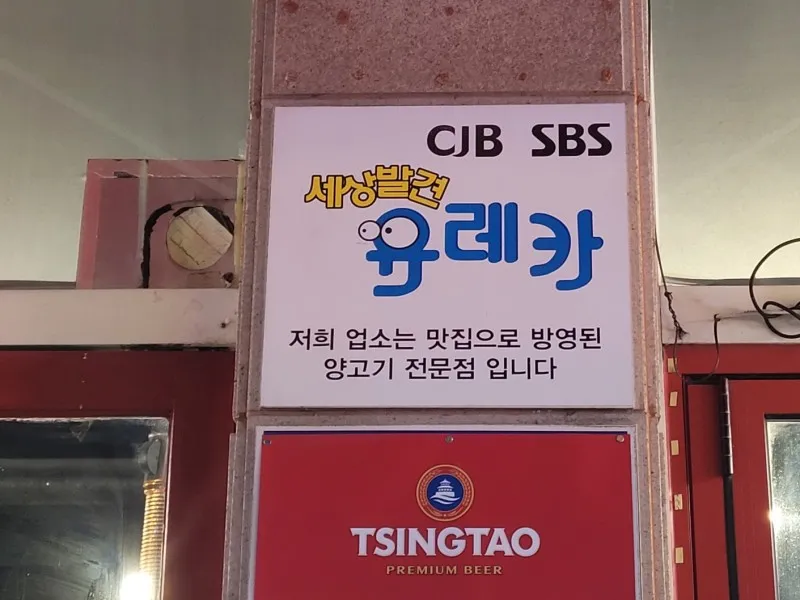 CJB SBS
세상발견
유레카
저희 업소는 맛집으로 방영된
양고기 전문점 입니다
TSINGTAO
PREMIUM BEER